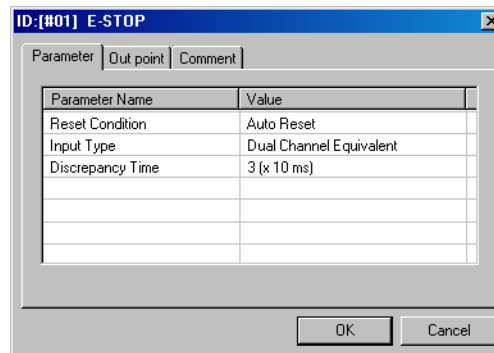 ID:[#01] E-STOP
Parameter Out point Comment
Parameter Name Value
Reset Condition Auto Reset
Input Type Dual Channel Equivalent
Discrepancy Time 3 (x 10 ms)
OK Cancel